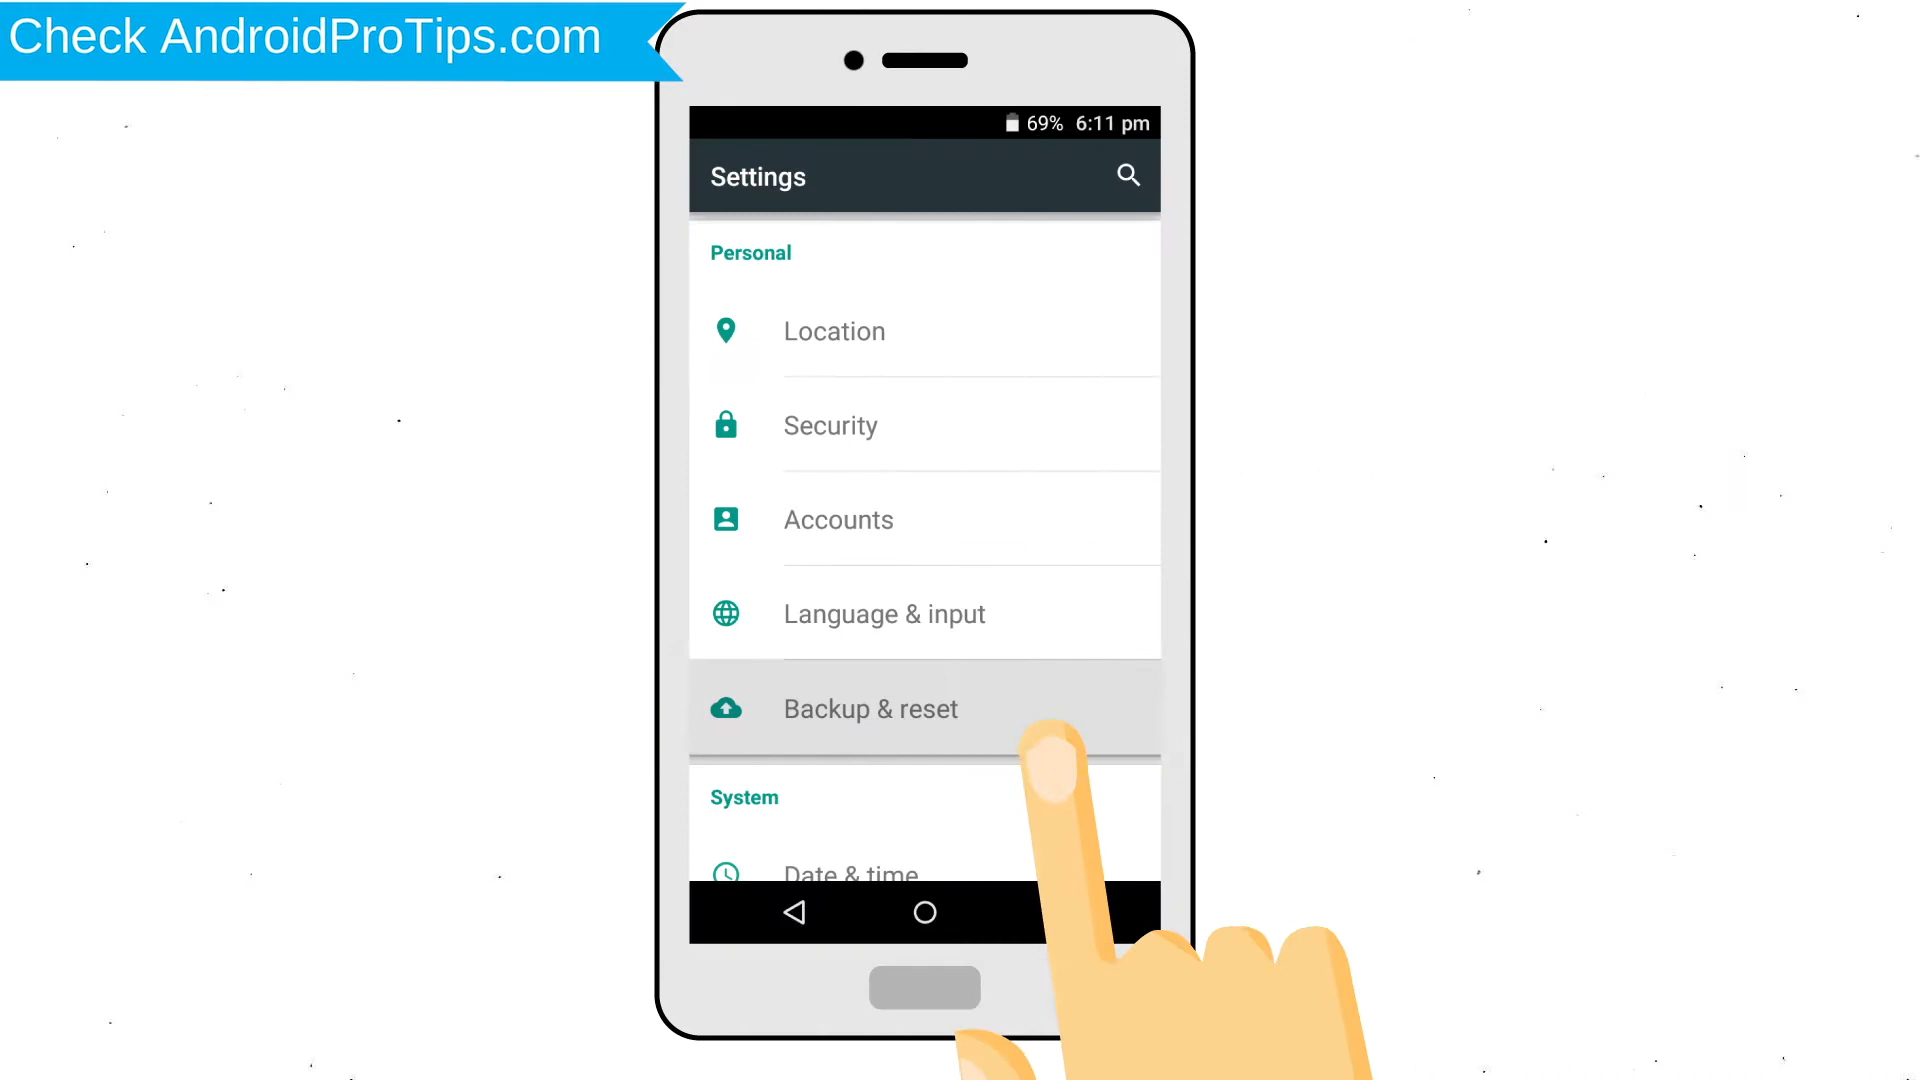 Check AndroidProTips.com
69% 6:11 pm
Settings
Personal
Location
Security
Accounts
Language & input
Backup & reset
System
Date & time